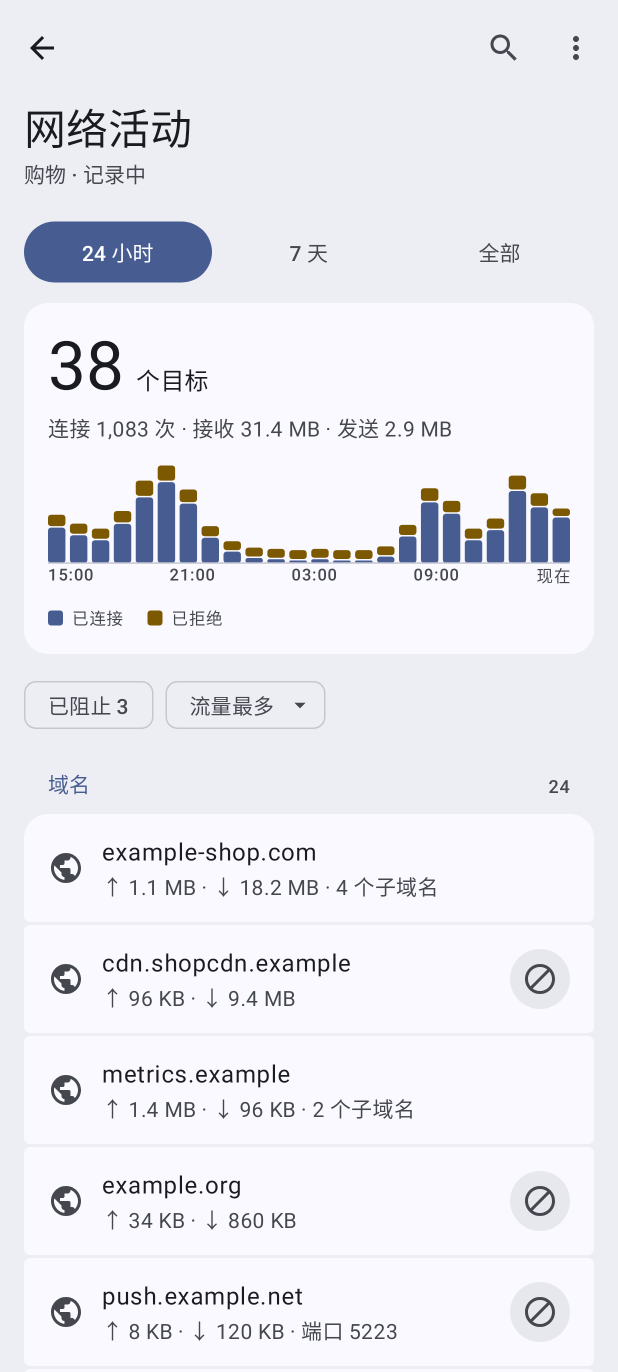 网络活动
购物 · 记录中
24 小时
7 天
全部
38 个目标
连接 1,083 次 · 接收 31.4 MB · 发送 2.9 MB
15:00 21:00 03:00 09:00 现在
已连接 已拒绝
已阻止 3
流量最多
域名 24
example-shop.com
↑ 1.1 MB · ↓ 18.2 MB · 4 个子域名
cdn.shopcdn.example
↑ 96 KB · ↓ 9.4 MB
metrics.example
↑ 1.4 MB · ↓ 96 KB · 2 个子域名
example.org
↑ 34 KB · ↓ 860 KB
push.example.net
↑ 8 KB · ↓ 120 KB · 端口 5223